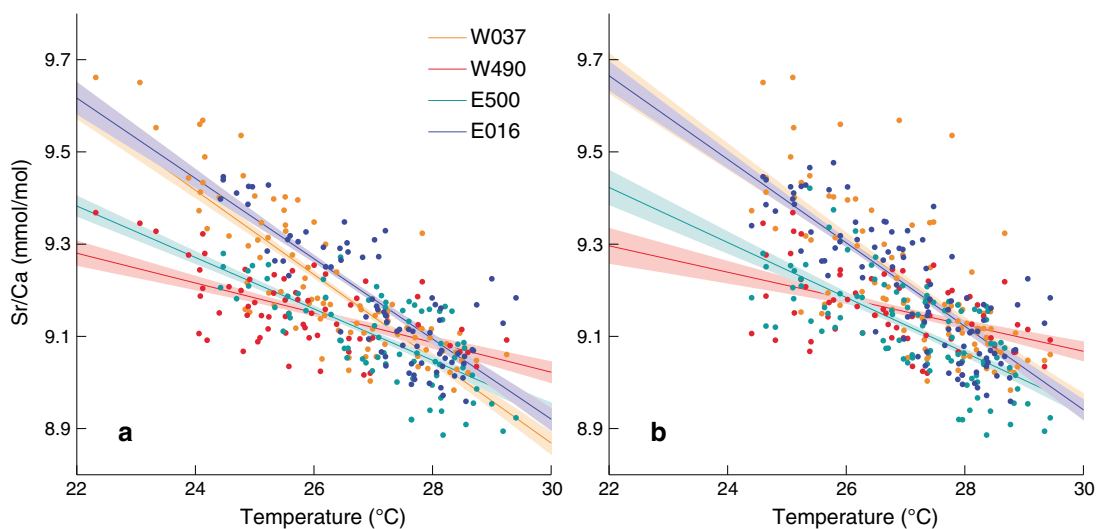 W037
W490
E500
E016
9.7
9.5
9.3
9.1
8.9
Sr/Ca (mmol/mol)
a
22
24
26
28
30
Temperature (°C)
9.7
9.5
9.3
9.1
8.9
b
22
24
26
28
30
Temperature (°C)